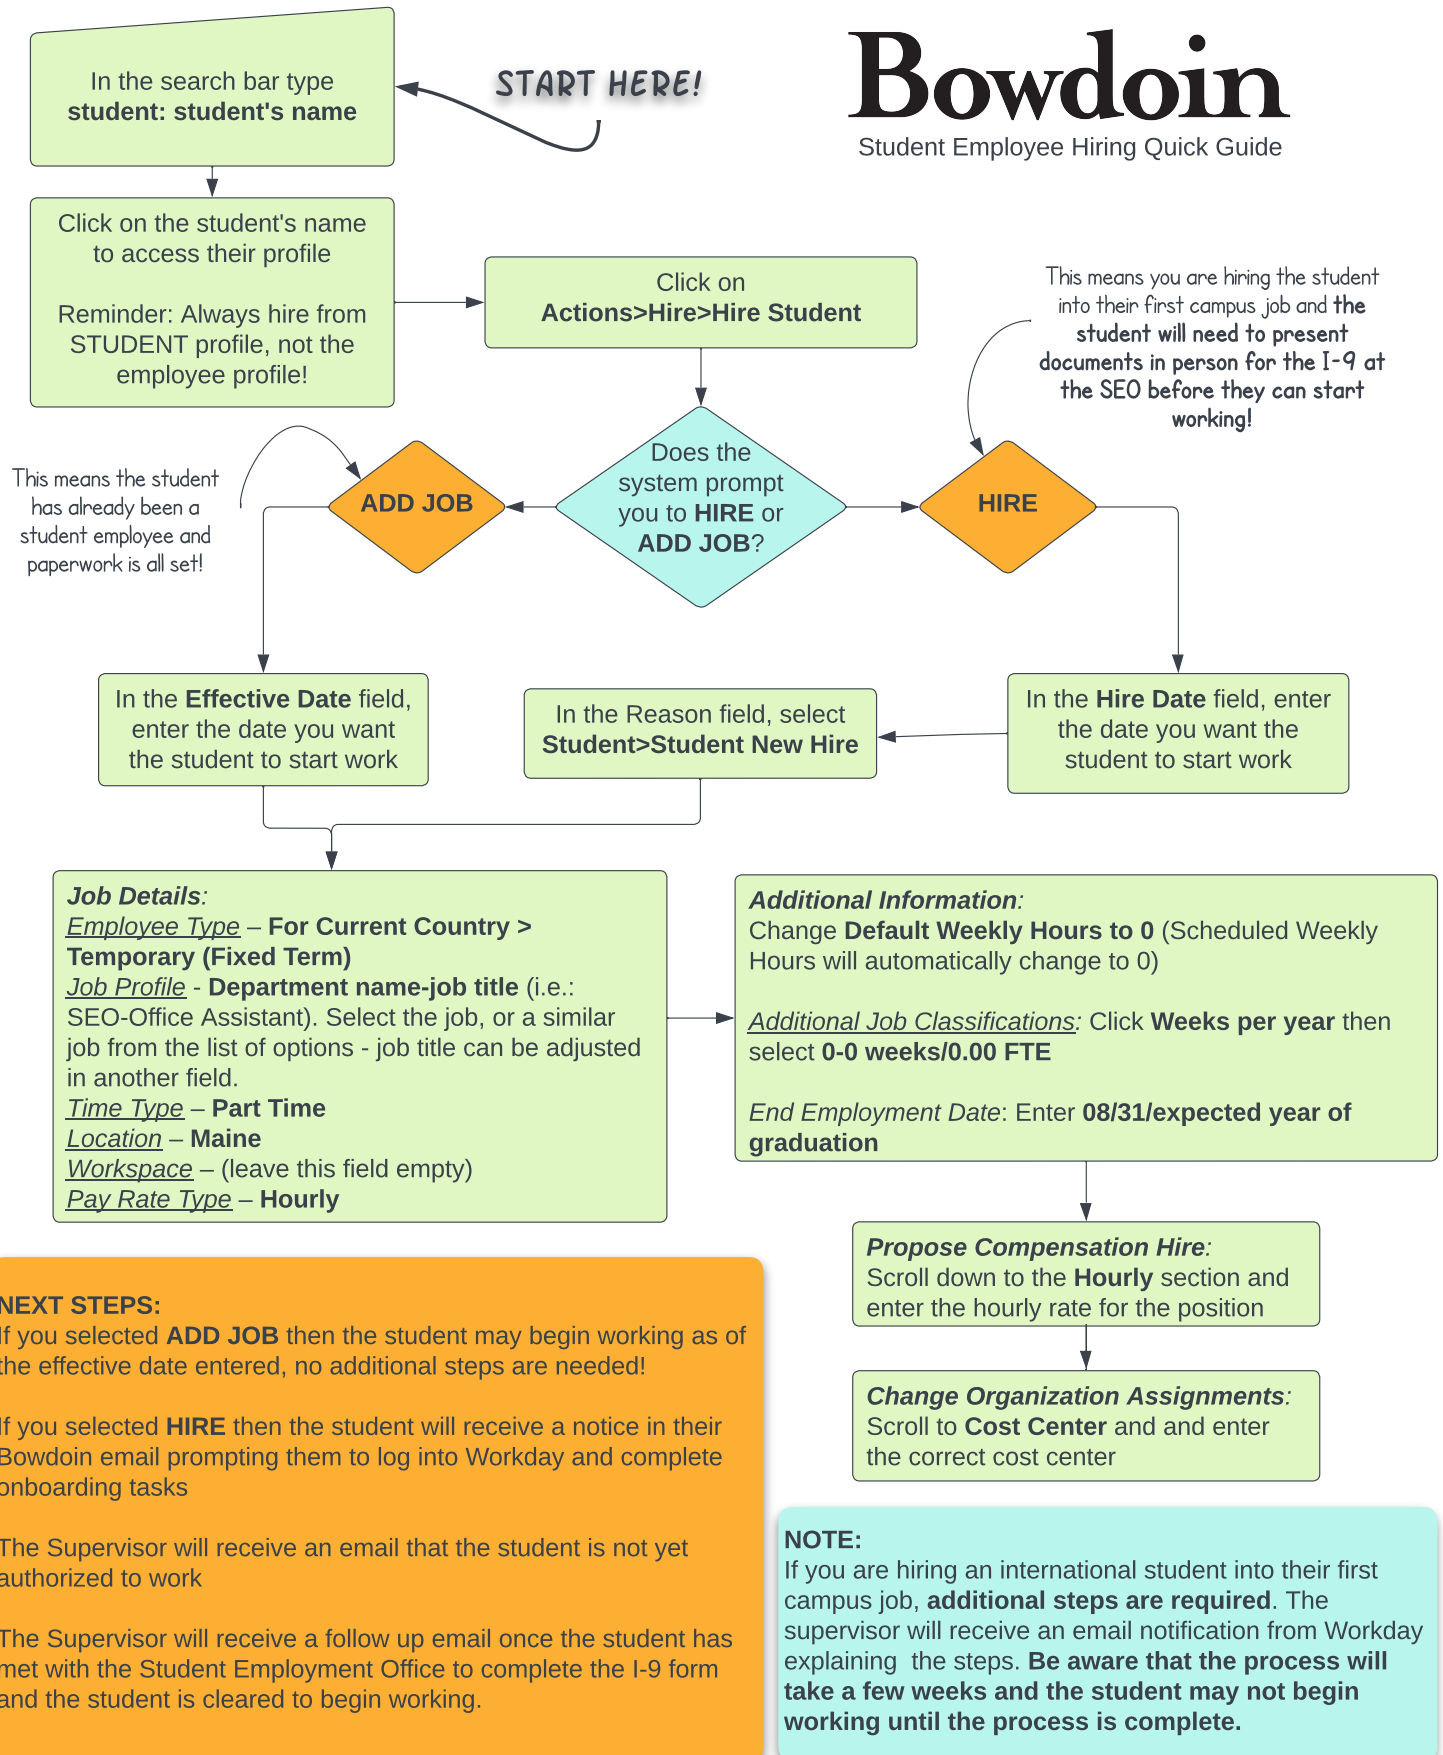 In the search bar type
student: student's name
START HERE!
Bowdoin
Student Employee Hiring Quick Guide
Click on the student's name
to access their profile
Reminder: Always hire from
STUDENT profile, not the
employee profile!
Click on
Actions>Hire>Hire Student
This means you are hiring the student
into their first campus job and the
student will need to present
documents in person for the I-9 at
the SEO before they can start
working!
This means the student
has already been a
student employee and
paperwork is all set!
ADD JOB
Does the
system prompt
you to HIRE or
ADD JOB?
HIRE
In the Effective Date field,
enter the date you want
the student to start work
In the Reason field, select
Student>Student New Hire
In the Hire Date field, enter
the date you want the
student to start work
Job Details:
Employee Type – For Current Country >
Temporary (Fixed Term)
Job Profile - Department name-job title (i.e.:
SEO-Office Assistant). Select the job, or a similar
job from the list of options - job title can be adjusted
in another field.
Time Type – Part Time
Location – Maine
Workspace – (leave this field empty)
Pay Rate Type – Hourly
Additional Information:
Change Default Weekly Hours to 0 (Scheduled Weekly
Hours will automatically change to 0)
Additional Job Classifications: Click Weeks per year then
select 0-0 weeks/0.00 FTE
End Employment Date: Enter 08/31/expected year of
graduation
Propose Compensation Hire:
Scroll down to the Hourly section and
enter the hourly rate for the position
Change Organization Assignments:
Scroll to Cost Center and and enter
the correct cost center
NEXT STEPS:
If you selected ADD JOB then the student may begin working as of
the effective date entered, no additional steps are needed!
If you selected HIRE then the student will receive a notice in their
Bowdoin email prompting them to log into Workday and complete
onboarding tasks
The Supervisor will receive an email that the student is not yet
authorized to work
The Supervisor will receive a follow up email once the student has
met with the Student Employment Office to complete the I-9 form
and the student is cleared to begin working.
NOTE:
If you are hiring an international student into their first
campus job, additional steps are required. The
supervisor will receive an email notification from Workday
explaining  the steps. Be aware that the process will
take a few weeks and the student may not begin
working until the process is complete.